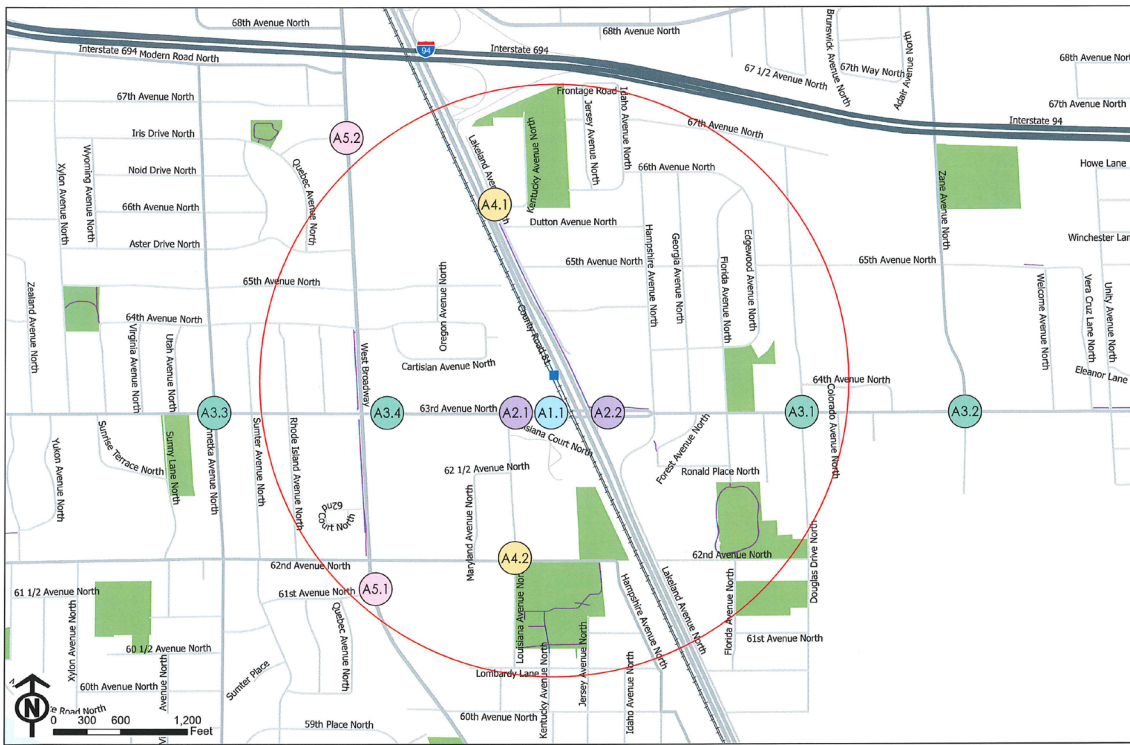 68th Avenue North
68th Avenue North
Brunswick Avenue North
Adair Avenue North
94
Interstate 694
Modern Road North
Interstate 694
67 1/2 Avenue North
67th Way North
68th Avenue North
67th Avenue North
Frontage Road
Idaho Avenue North
Jersey Avenue North
67th Avenue North
67th Avenue North
Interstate 94
Iris Drive North
A5.2
Kentucky Avenue North
Xylon Avenue North
Wyoming Avenue North
Noid Drive North
Quebec Avenue North
66th Avenue North
Howe Lane
Zane Avenue North
66th Avenue North
A4.1
Dutton Avenue North
Hampshire Avenue North
Georgia Avenue North
Edgewood Avenue North
Florida Avenue North
Winchester Lan
Aster Drive North
65th Avenue North
65th Avenue North
65th Avenue North
Zealand Avenue North
Oregon Avenue North
County Road 81
Welcome Avenue North
Vera Cruz Lane North
Unity Avenue North
64th Avenue North
Virginia Avenue North
Utah Avenue North
West Broadway
Cartisian Avenue North
64th Avenue North
Eleanor Lane
A3.3
A3.4
63rd Avenue North
A2.1
A1.1
A2.2
A3.1
Colorado Avenue North
A3.2
Yukon Avenue North
Sunrise Terrace North
Sunny Lane North
Sumter Avenue North
Rhode Island Avenue North
Forest Avenue North
62 1/2 Avenue North
Ronald Place North
62nd
Court North
Maryland Avenue North
A4.2
62nd Avenue North
62nd Avenue North
Douglas Drive North
61 1/2 Avenue North
61st Avenue North
A5.1
Quebec Avenue North
Hampshire Avenue North
Lakeland Avenue North
Florida Avenue North
61st Avenue North
Xylon Avenue North
60 1/2 Avenue North
Sumter Place
Lombardy Lane
Kentucky Avenue North
Jersey Avenue North
Idaho Avenue North
60th Avenue North
60th Avenue North
59th Place North
N
0 300 600 1,200
Feet